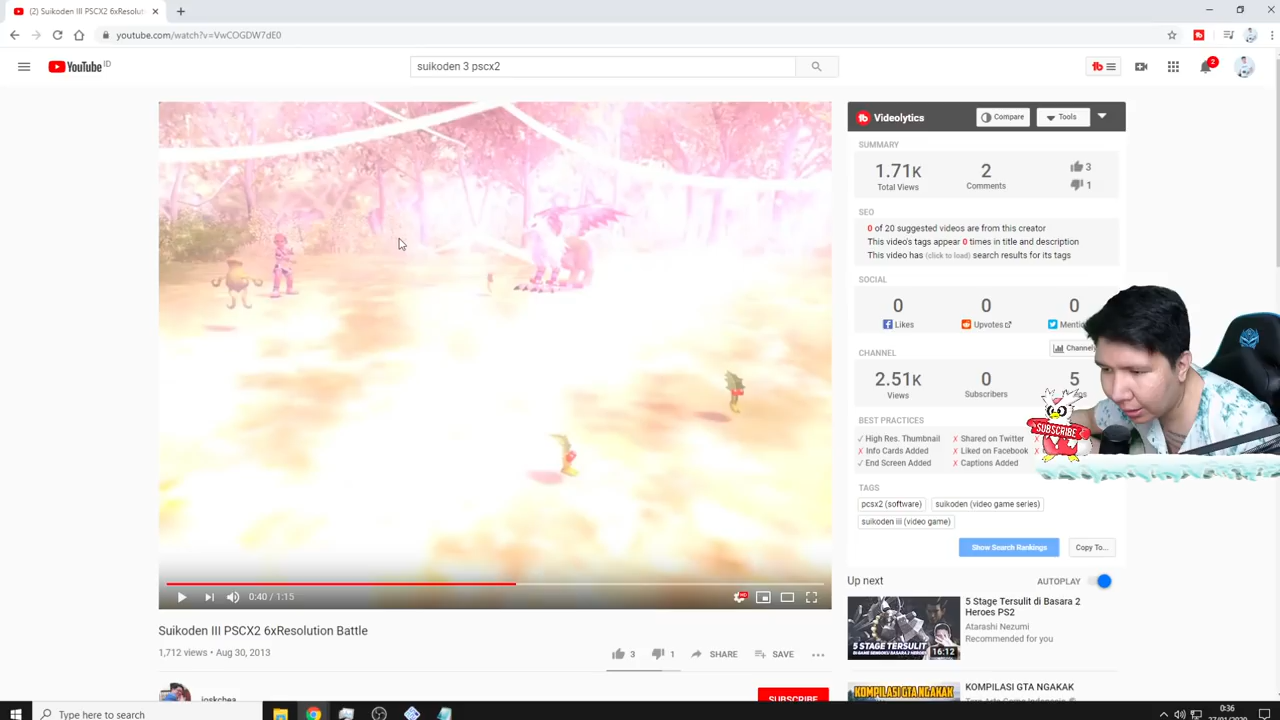 (2) Suikoden III PSCX2 6xResolut
youtube.com/watch?v=VwCOGDW7dE0
YouTube ID
suikoden 3 pscx2
tb
2
tb Videolytics
Compare
Tools
SUMMARY
1.71K
Total Views
2
Comments
3
1
SEO
0 of 20 suggested videos are from this creator
This video's tags appear 0 times in title and description
This video has (click to load) search results for its tags
SOCIAL
0
Likes
0
Upvotes
0
CHANNEL
2.51K
Views
0
Subscribers
5
BEST PRACTICES
High Res. Thumbnail
Shared on Twitter
Info Cards Added
Liked on Facebook
End Screen Added
Captions Added
SUBSCRIBE
TAGS
pcsx2 (software)
suikoden (video game series)
suikoden iii (video game)
Show Search Rankings
Copy To...
0:40 / 1:15
HD
Up next
AUTOPLAY
5 Stage Tersulit di Basara 2
Heroes PS2
Atarashi Nezumi
Recommended for you
5 STAGE TERSULIT
16:12
Suikoden III PSCX2 6xResolution Battle
1,712 views • Aug 30, 2013
3
1
SHARE
SAVE
KOMPILASI GTA NGAKAK
KOMPILASI GTA NGAKAK
joskchea
SUBSCRIBE
Type here to search
0:36